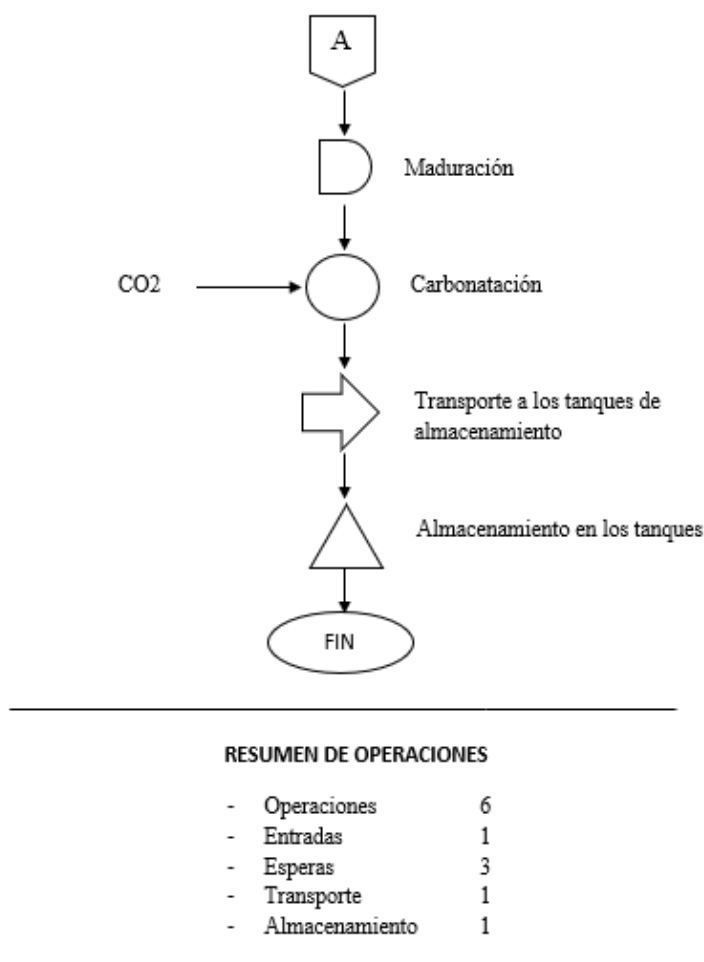 A
Maduración
CO2
Carbonatación
Transporte a los tanques de
almacenamiento
Almacenamiento en los tanques
FIN
RESUMEN DE OPERACIONES
- Operaciones 6
- Entradas 1
- Esperas 3
- Transporte 1
- Almacenamiento 1